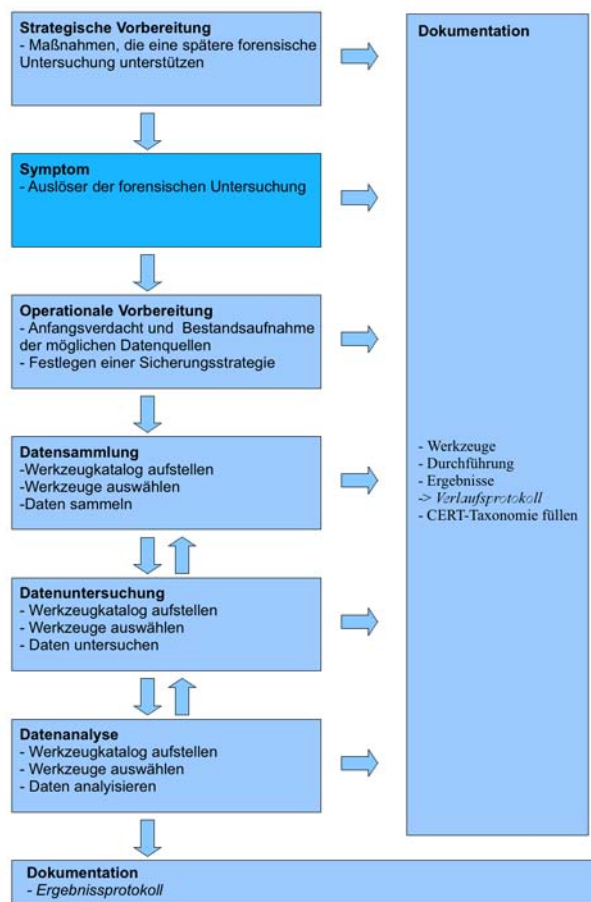 Strategische Vorbereitung
- Maßnahmen, die eine spätere forensische
Untersuchung unterstützen
Symptom
- Auslöser der forensischen Untersuchung
Operationale Vorbereitung
- Anfangsverdacht und Bestandsaufnahme
der möglichen Datenquellen
- Festlegen einer Sicherungsstrategie
Datensammlung
-Werkzeugkatalog aufstellen
-Werkzeuge auswählen
-Daten sammeln
Datenuntersuchung
- Werkzeugkatalog aufstellen
- Werkzeuge auswählen
- Daten untersuchen
Datenanalyse
- Werkzeugkatalog aufstellen
- Werkzeuge auswählen
- Daten analyisieren
Dokumentation
- Werkzeuge
- Durchführung
- Ergebnisse
-> Verlaufsprotokoll
- CERT-Taxonomie füllen
Dokumentation
- Ergebnissprotokoll